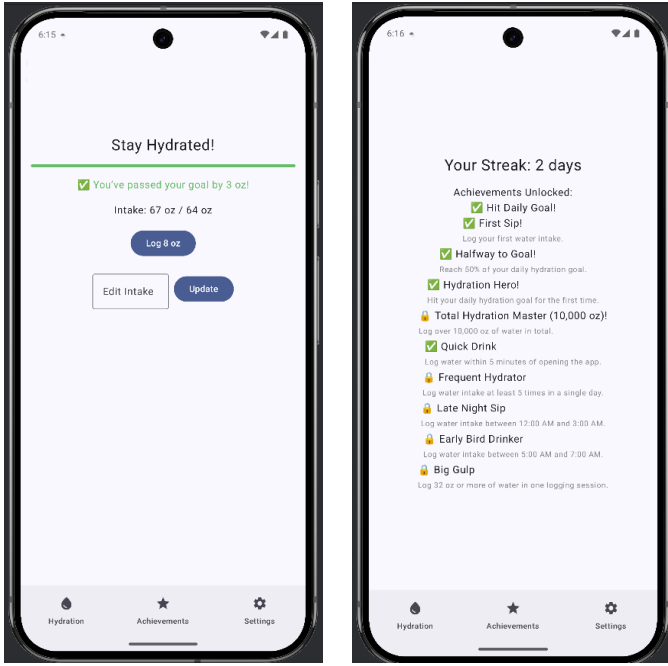 6:15
Stay Hydrated!
✅ You've passed your goal by 3 oz!
Intake: 67 oz / 64 oz
Log 8 oz
Edit Intake
Update
Hydration
Achievements
Settings
6:16
Your Streak: 2 days
Achievements Unlocked:
✅ Hit Daily Goal!
✅ First Sip!
Log your first water intake.
✅ Halfway to Goal!
Reach 50% of your daily hydration goal.
✅ Hydration Hero!
Hit your daily hydration goal for the first time.
🔒 Total Hydration Master (10,000 oz)!
Log over 10,000 oz of water in total.
✅ Quick Drink
Log water within 5 minutes of opening the app.
🔒 Frequent Hydrator
Log water intake at least 5 times in a single day.
🔒 Late Night Sip
Log water intake between 12:00 AM and 3:00 AM.
🔒 Early Bird Drinker
Log water intake between 5:00 AM and 7:00 AM.
🔒 Big Gulp
Log 32 oz or more of water in one logging session.
Hydration
Achievements
Settings